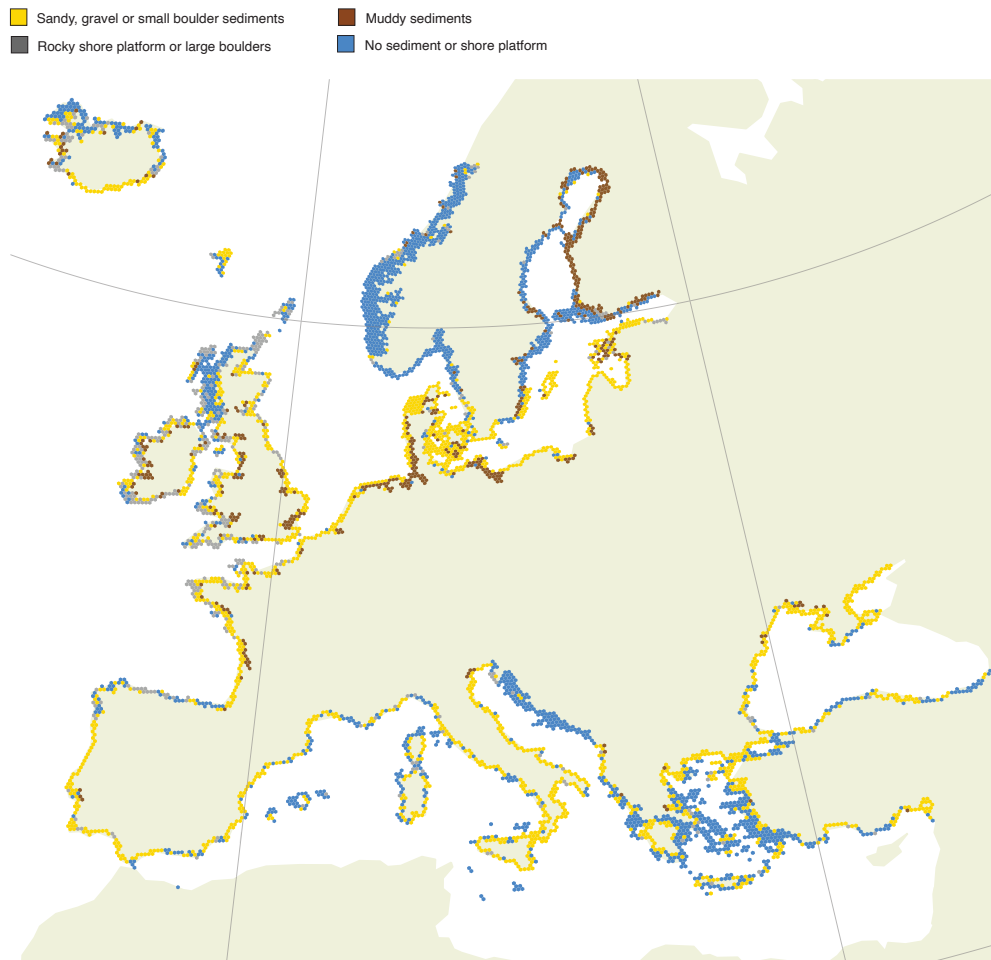 Sandy, gravel or small boulder sediments
Muddy sediments
Rocky shore platform or large boulders
No sediment or shore platform